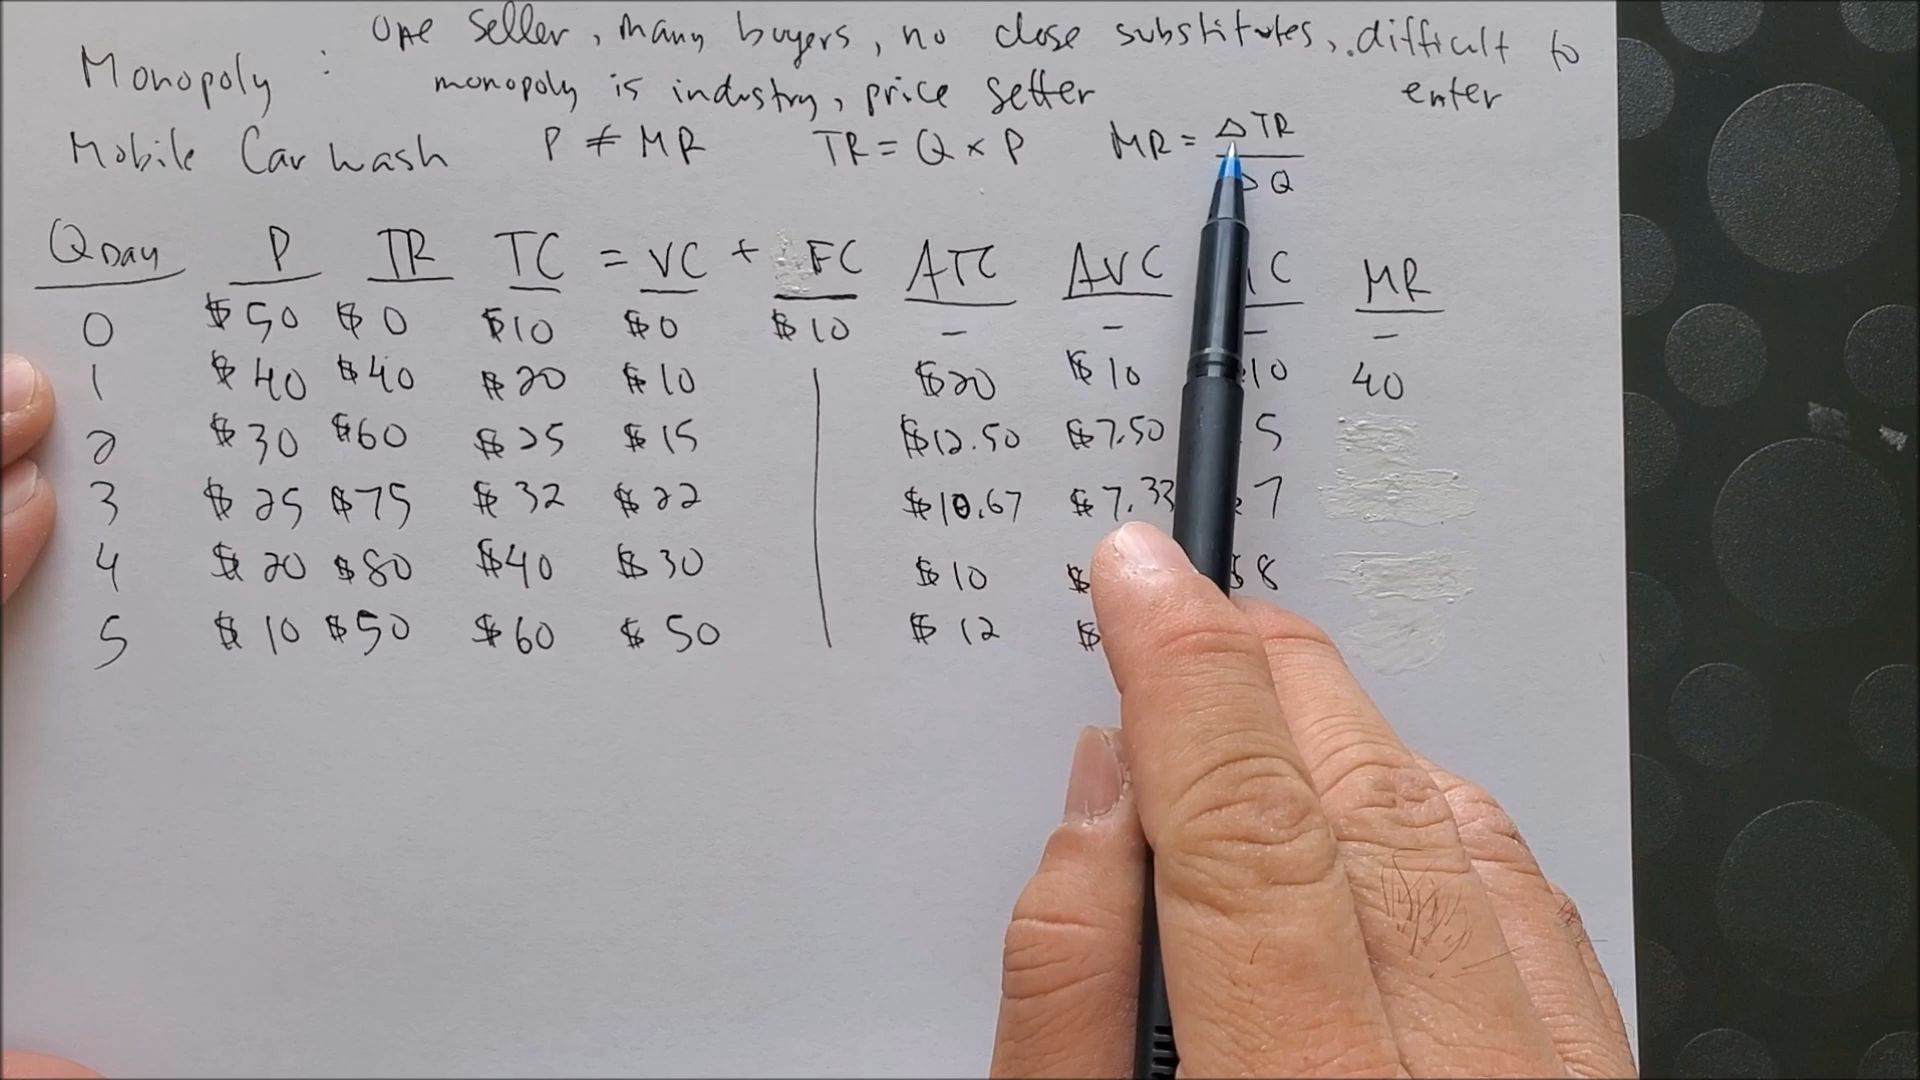 one seller, many buyers, no close substitutes, difficult to
Monopoly : monopoly is industry, price setter enter
Mobile Car wash P ≠ MR TR = Q × P MR = ΔTR
Q
Q Day P TR TC = VC + FC ATC AVC C MR
0 $50 $0 $10 $0 $10 – – – –
1 $40 $40 $20 $10 $20 $10 10 40
2 $30 $60 $25 $15 $12.50 $7.50 5
3 $25 $75 $32 $22 $10.67 $7.33 7
4 $20 $80 $40 $30 $10 $ $8
5 $10 $50 $60 $50 $12 $